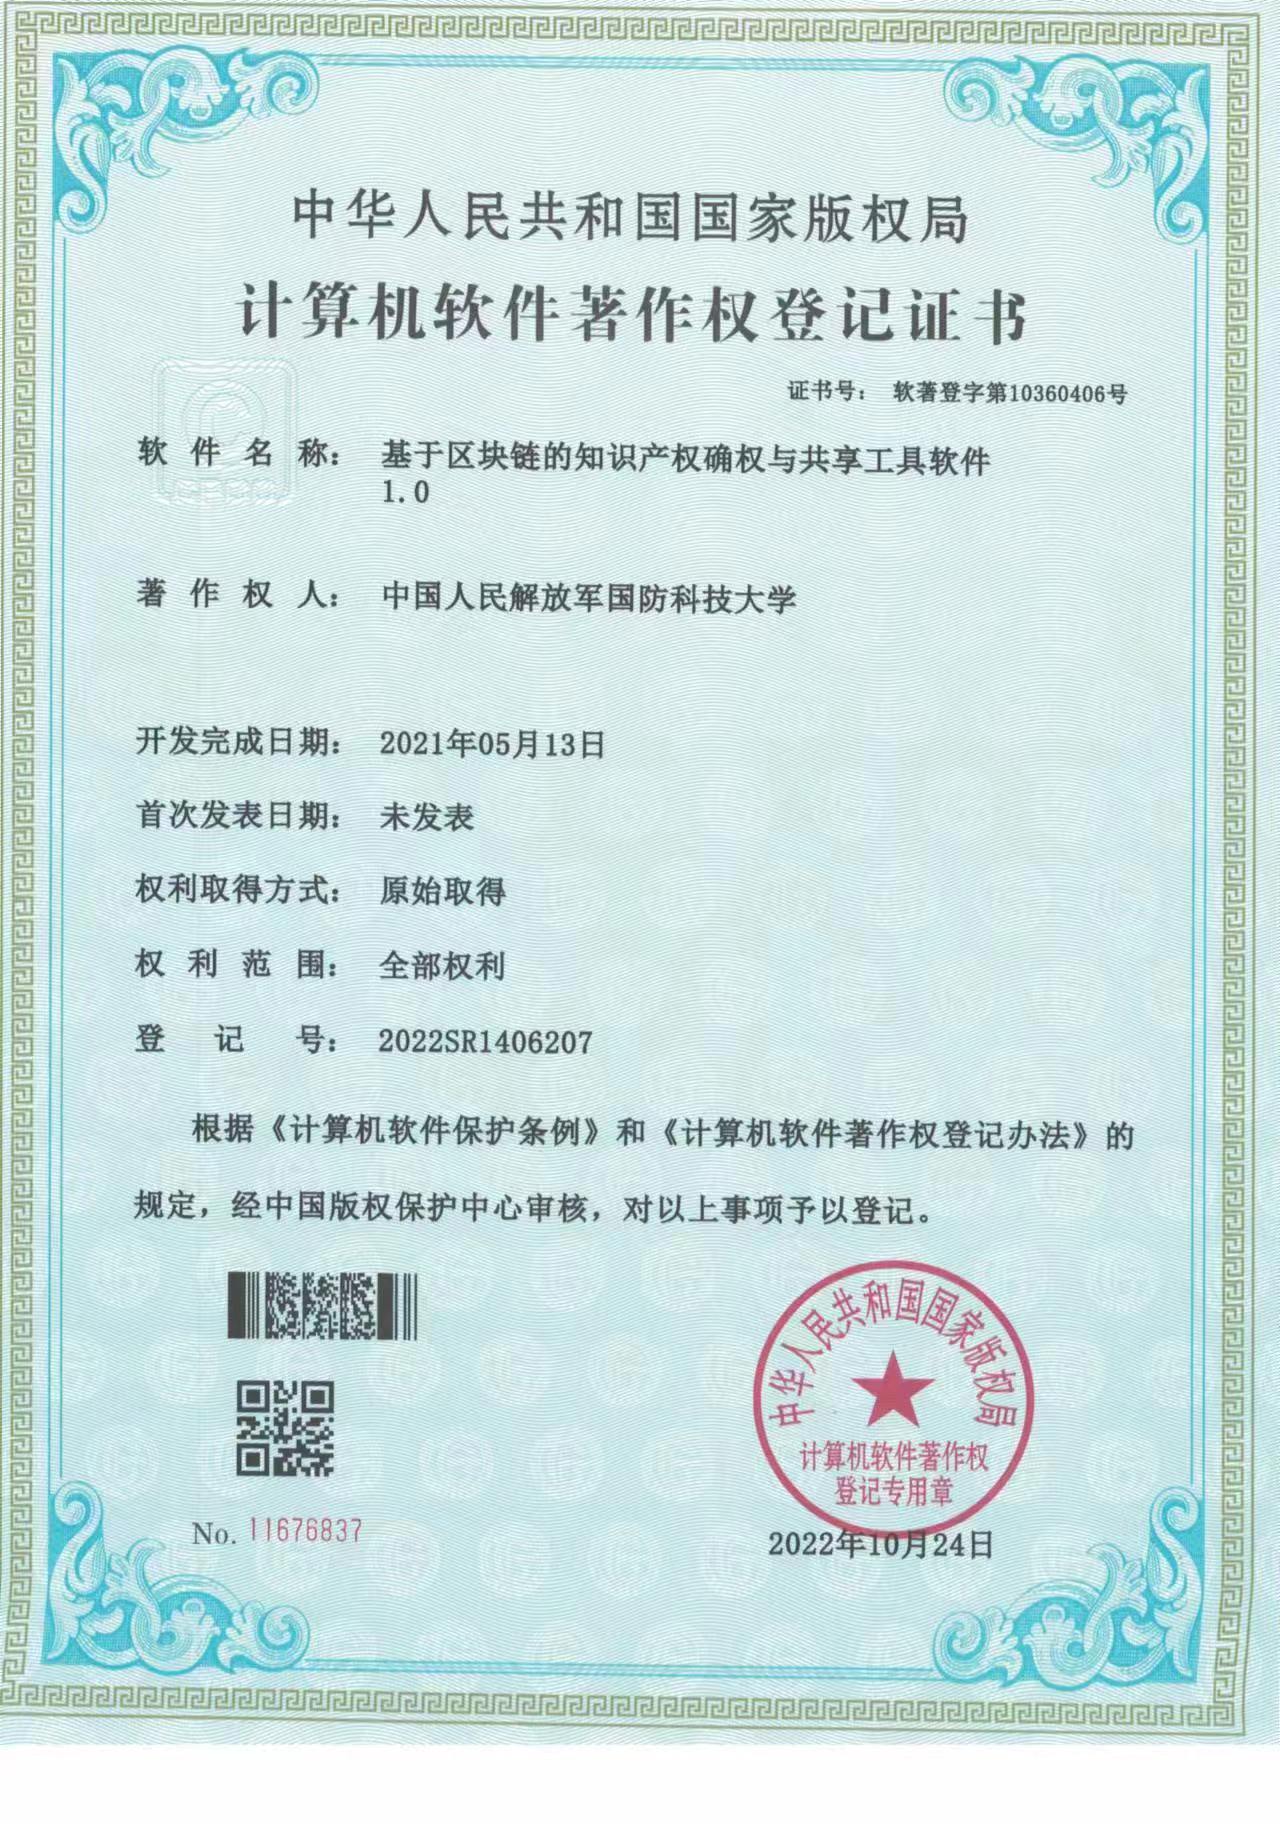 中华人民共和国国家版权局
计算机软件著作权登记证书
证书号： 软著登字第10360406号
软件名称： 基于区块链的知识产权确权与共享工具软件
1.0
著作权人： 中国人民解放军国防科技大学
开发完成日期： 2021年05月13日
首次发表日期： 未发表
权利取得方式： 原始取得
权利范围： 全部权利
登记号： 2022SR1406207
根据《计算机软件保护条例》和《计算机软件著作权登记办法》的
规定，经中国版权保护中心审核，对以上事项予以登记。
中华人民共和国国家版权局
计算机软件著作权
登记专用章
No. 11676837
2022年10月24日